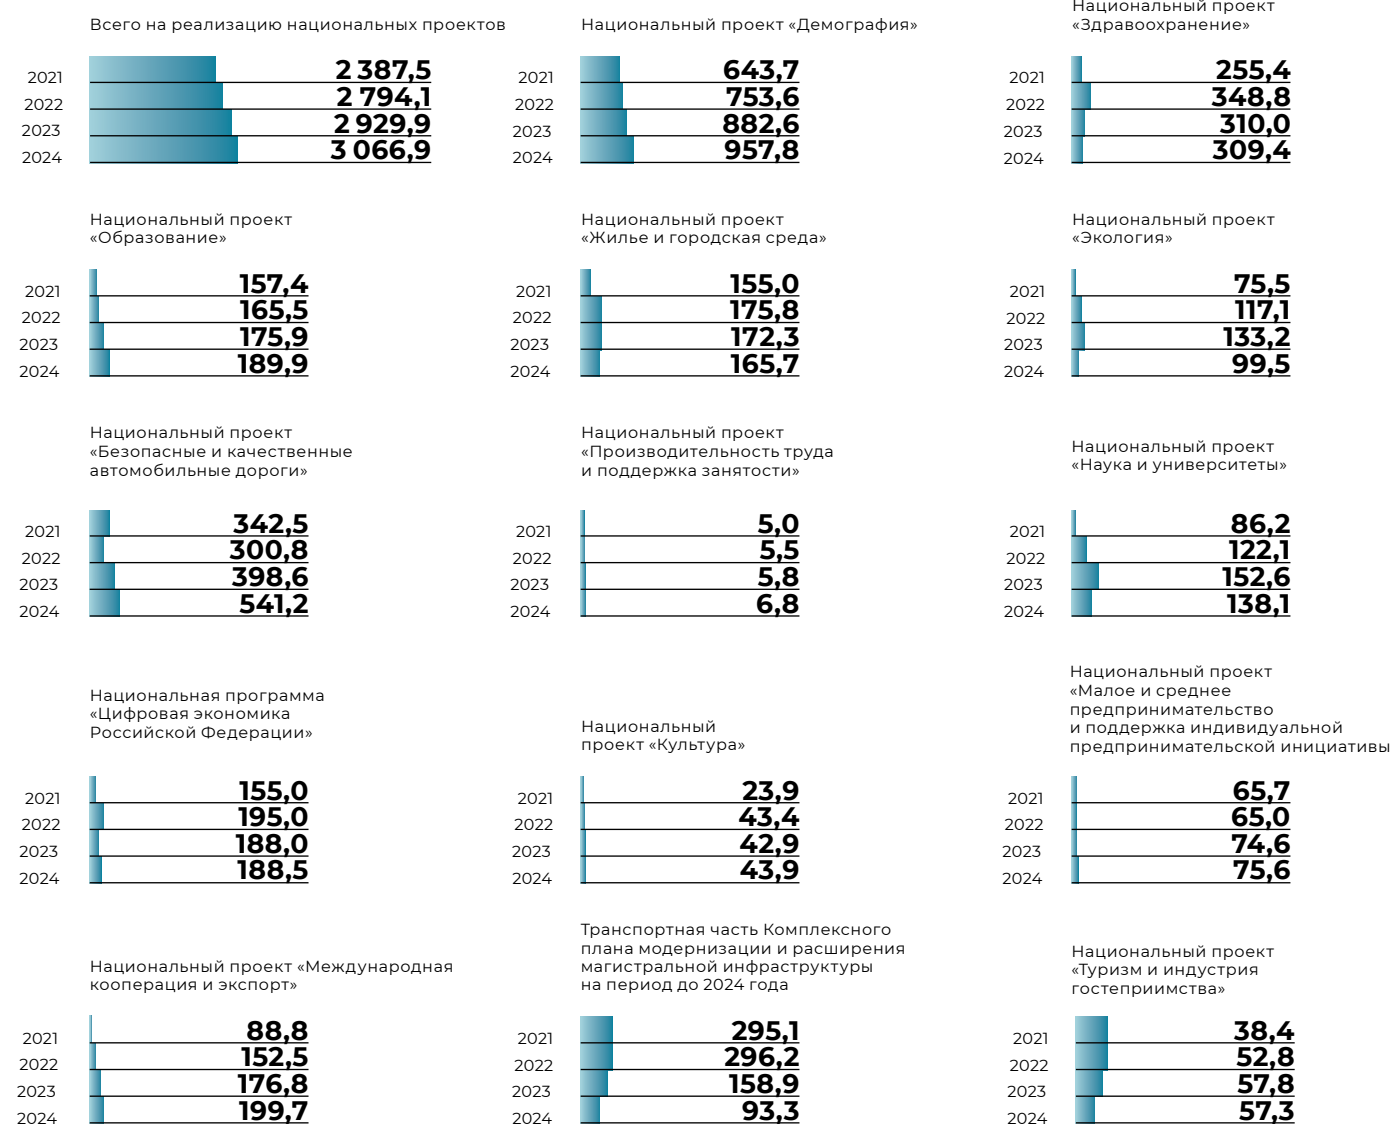 Всего на реализацию национальных проектов
2021 2 387,5
2022 2 794,1
2023 2 929,9
2024 3 066,9
Национальный проект «Демография»
2021 643,7
2022 753,6
2023 882,6
2024 957,8
Национальный проект
«Здравоохранение»
2021 255,4
2022 348,8
2023 310,0
2024 309,4
Национальный проект
«Образование»
2021 157,4
2022 165,5
2023 175,9
2024 189,9
Национальный проект
«Жилье и городская среда»
2021 155,0
2022 175,8
2023 172,3
2024 165,7
Национальный проект
«Экология»
2021 75,5
2022 117,1
2023 133,2
2024 99,5
Национальный проект
«Безопасные и качественные
автомобильные дороги»
2021 342,5
2022 300,8
2023 398,6
2024 541,2
Национальный проект
«Производительность труда
и поддержка занятости»
2021 5,0
2022 5,5
2023 5,8
2024 6,8
Национальный проект
«Наука и университеты»
2021 86,2
2022 122,1
2023 152,6
2024 138,1
Национальная программа
«Цифровая экономика
Российской Федерации»
2021 155,0
2022 195,0
2023 188,0
2024 188,5
Национальный
проект «Культура»
2021 23,9
2022 43,4
2023 42,9
2024 43,9
Национальный проект
«Малое и среднее
предпринимательство
и поддержка индивидуальной
предпринимательской инициативы
2021 65,7
2022 65,0
2023 74,6
2024 75,6
Национальный проект «Международная
кооперация и экспорт»
2021 88,8
2022 152,5
2023 176,8
2024 199,7
Транспортная часть Комплексного
плана модернизации и расширения
магистральной инфраструктуры
на период до 2024 года
2021 295,1
2022 296,2
2023 158,9
2024 93,3
Национальный проект
«Туризм и индустрия
гостеприимства»
2021 38,4
2022 52,8
2023 57,8
2024 57,3